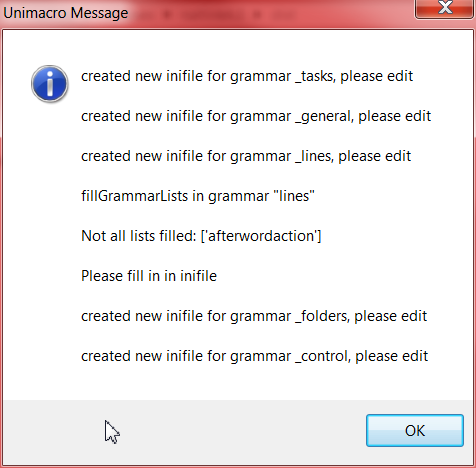 Unimacro Message
created new inifile for grammar _tasks, please edit
created new inifile for grammar _general, please edit
created new inifile for grammar _lines, please edit
fillGrammarLists in grammar "lines"
Not all lists filled: ['afterwordaction']
Please fill in in inifile
created new inifile for grammar _folders, please edit
created new inifile for grammar _control, please edit
OK